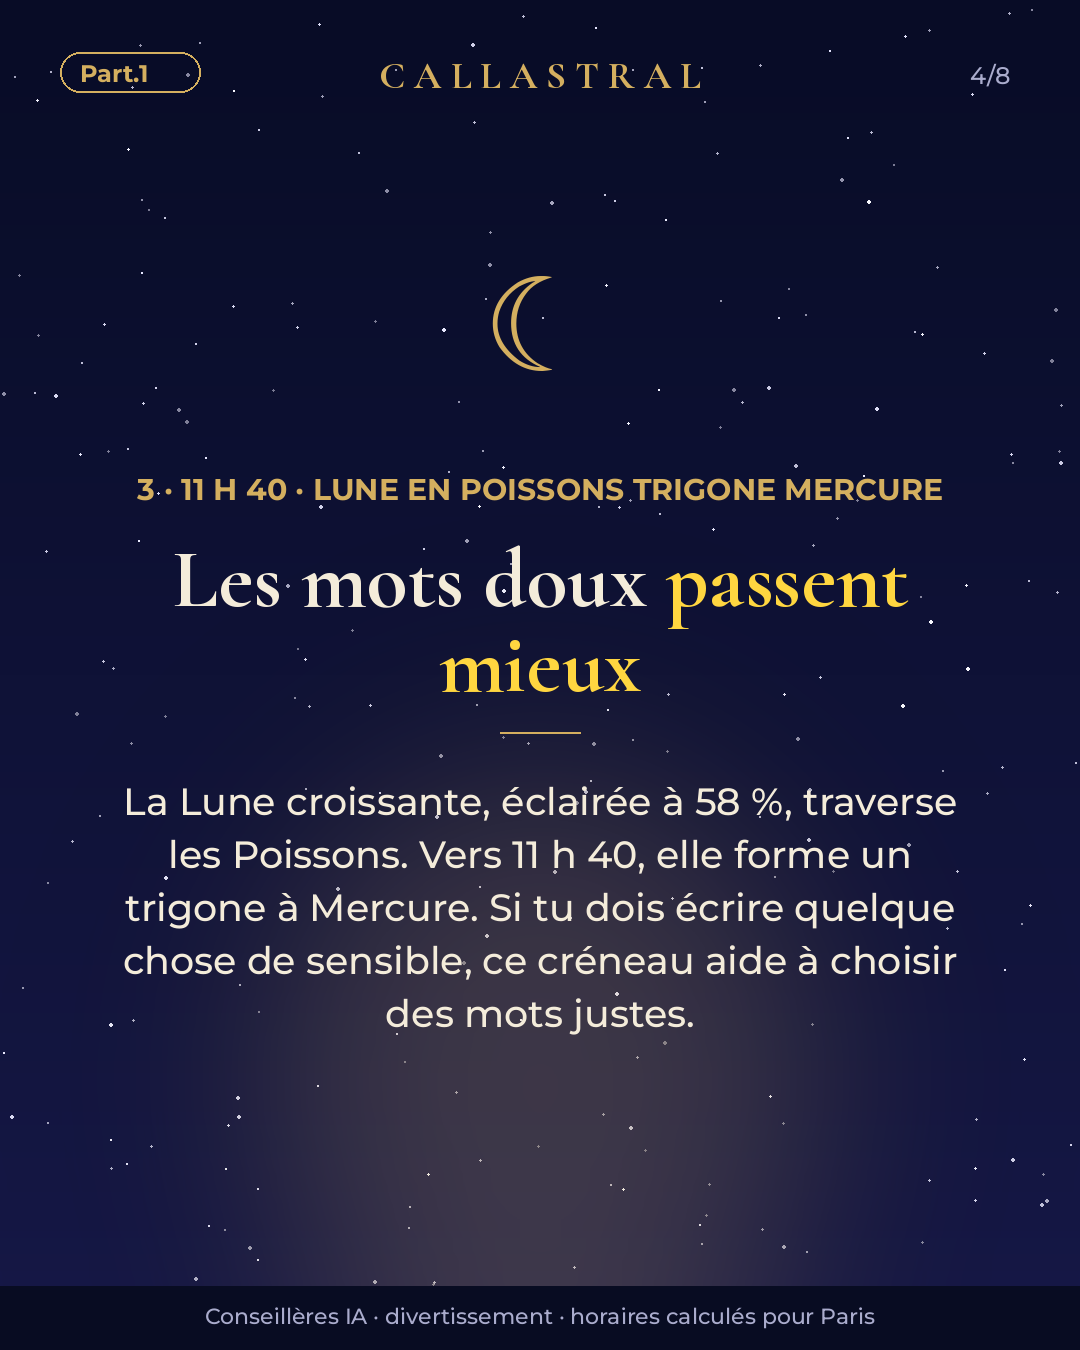 Part.1
CALLASTRAL
4/8
3 · 11 H 40 · LUNE EN POISSONS TRIGONE MERCURE
Les mots doux passent
mieux
La Lune croissante, éclairée à 58 %, traverse
les Poissons. Vers 11 h 40, elle forme un
trigone à Mercure. Si tu dois écrire quelque
chose de sensible, ce créneau aide à choisir
des mots justes.
Conseillères IA · divertissement · horaires calculés pour Paris